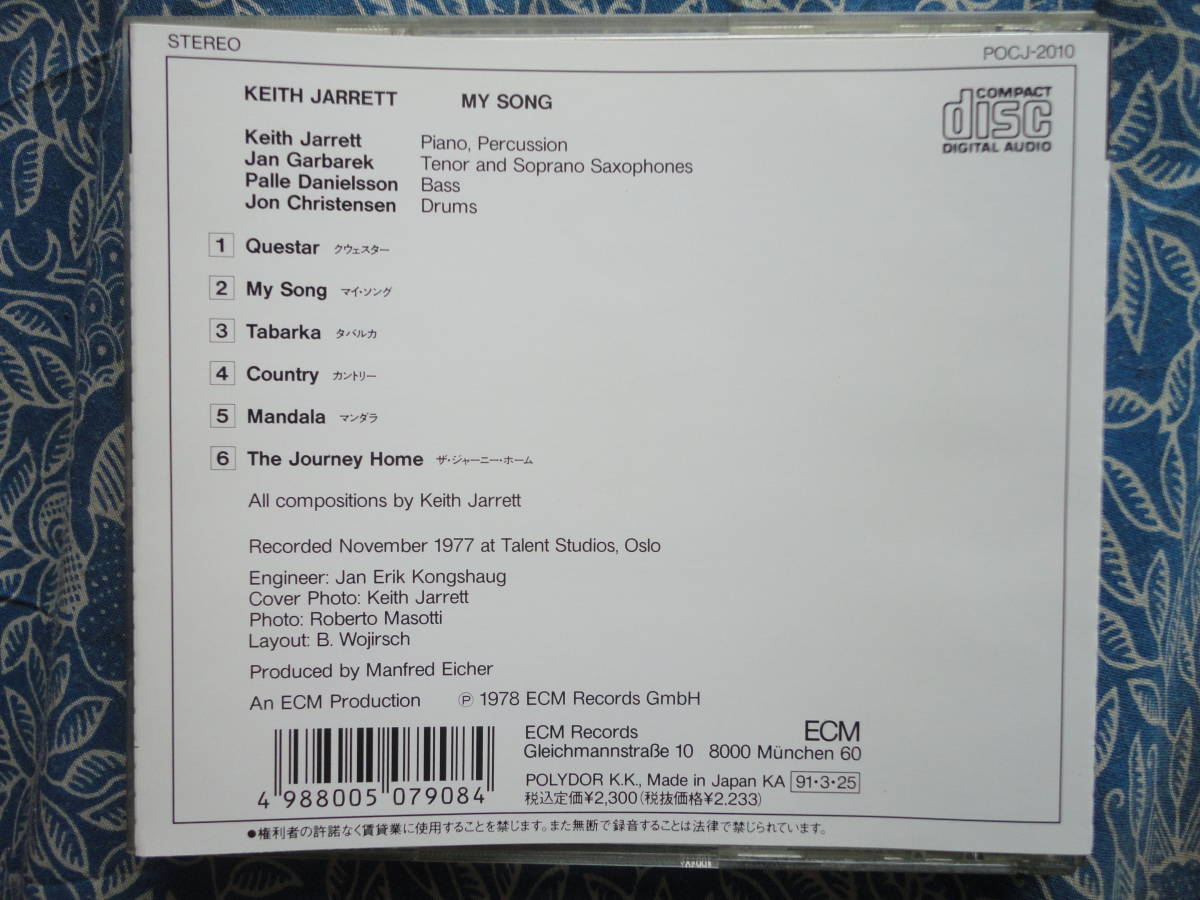 STEREO
POCJ-2010
KEITH JARRETT MY SONG
COMPACT
disc
DIGITAL AUDIO
Keith Jarrett Piano, Percussion
Jan Garbarek Tenor and Soprano Saxophones
Palle Danielsson Bass
Jon Christensen Drums
1 Questar クウェスター
2 My Song マイ・ソング
3 Tabarka タバルカ
4 Country カントリー
5 Mandala マンダラ
6 The Journey Home ザ・ジャーニー・ホーム
All compositions by Keith Jarrett
Recorded November 1977 at Talent Studios, Oslo
Engineer: Jan Erik Kongshaug
Cover Photo: Keith Jarrett
Photo: Roberto Masotti
Layout: B. Wojirsch
Produced by Manfred Eicher
An ECM Production ℗ 1978 ECM Records GmbH
ECM Records ECM
Gleichmannstraße 10 8000 München 60
POLYDOR K.K., Made in Japan KA 91・3・25
税込定価¥2,300(税抜価格¥2,233)
4 988005 079084
●権利者の許諾なく賃貸業に使用することを禁じます。また無断で録音することは法律で禁じられています。